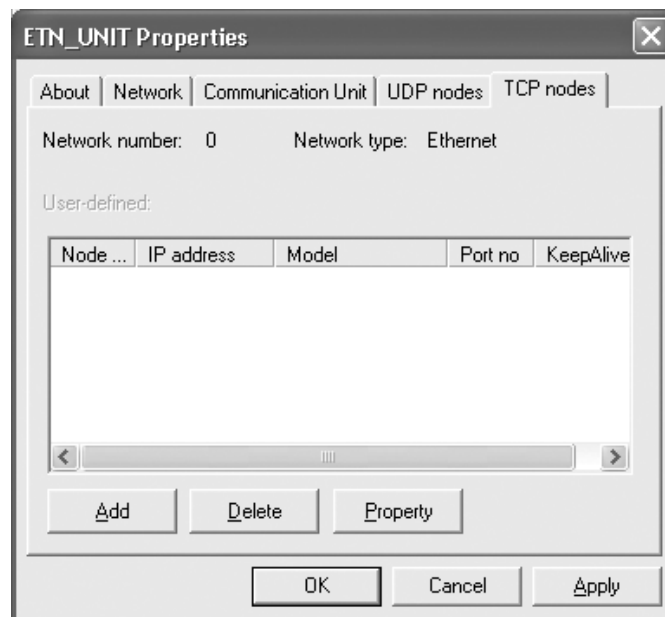 ETN_UNIT Properties
About Network Communication Unit UDP nodes TCP nodes
Network number: 0 Network type: Ethernet
User-defined:
Node ... IP address Model Port no KeepAlive
Add Delete Property
OK Cancel Apply